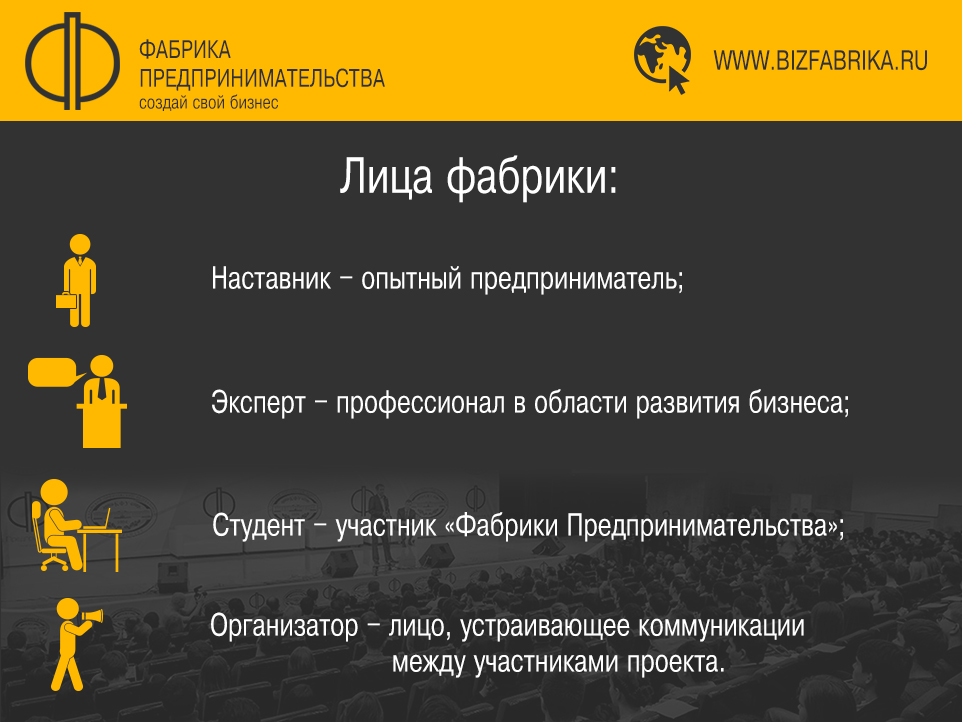 ФАБРИКА
ПРЕДПРИНИМАТЕЛЬСТВА
создай свой бизнес
WWW.BIZFABRIKA.RU
Лица фабрики:
Наставник – опытный предприниматель;
Эксперт – профессионал в области развития бизнеса;
Студент – участник «Фабрики Предпринимательства»;
Организатор – лицо, устраивающее коммуникации
между участниками проекта.